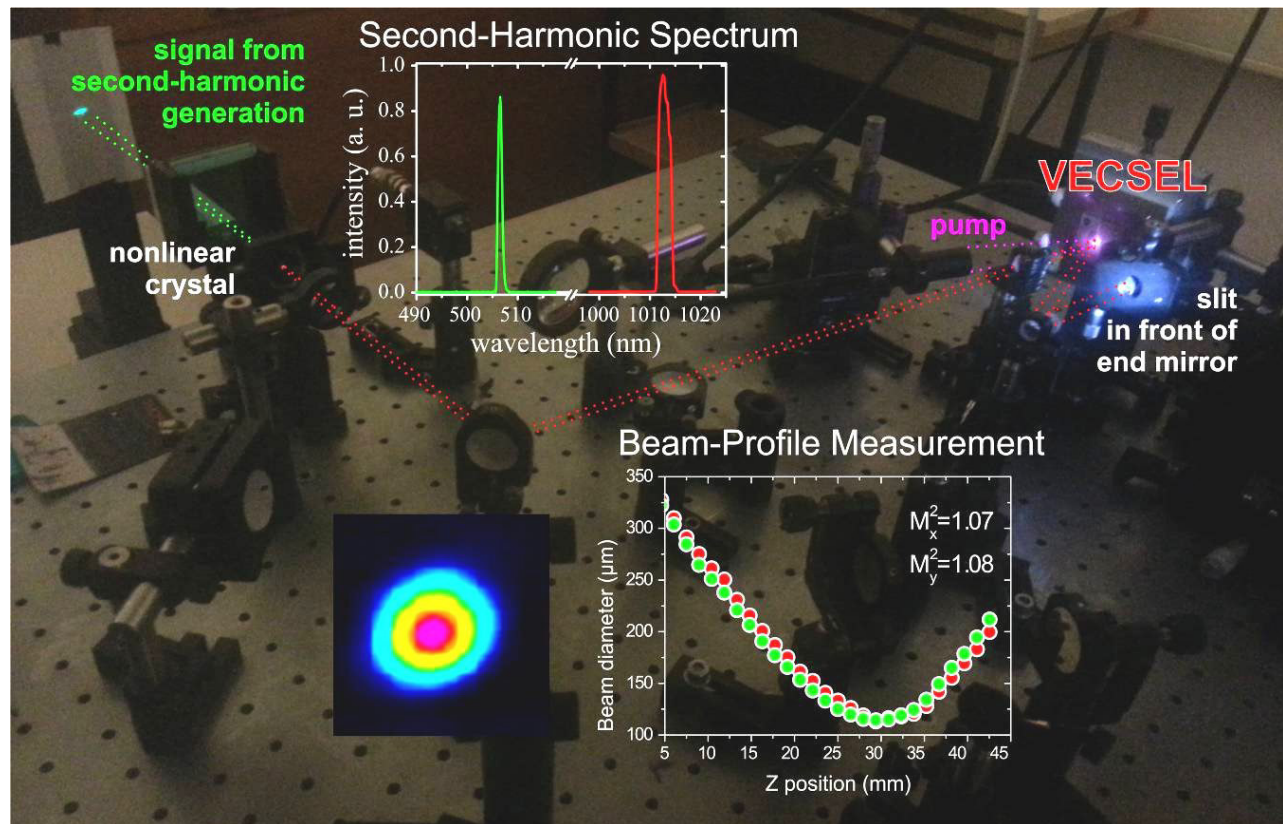 signal from
second-harmonic
generation
nonlinear
crystal
Second-Harmonic Spectrum
1.0
0.8
0.6
0.4
0.2
0.0
intensity (a. u.)
490 500 510 1000 1010 1020
wavelength (nm)
VECSEL
pump
slit
in front of
end mirror
Beam-Profile Measurement
350
300
250
200
150
100
Beam diameter (µm)
M²x=1.07
M²y=1.08
5 10 15 20 25 30 35 40 45
Z position (mm)